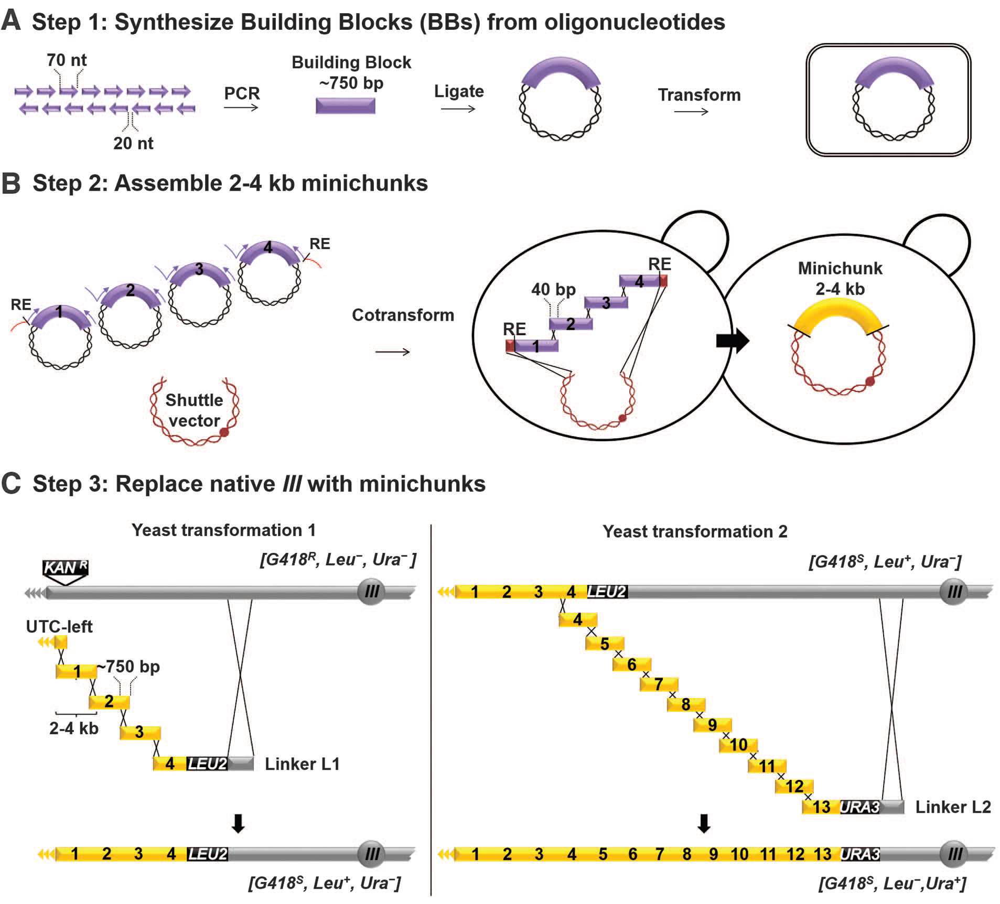 A Step 1: Synthesize Building Blocks (BBs) from oligonucleotides
70 nt
20 nt
PCR
Building Block
~750 bp
Ligate
Transform
B Step 2: Assemble 2-4 kb minichunks
RE
1
2
3
4
RE
Shuttle
vector
Cotransform
RE
1
40 bp
2
3
4
RE
Minichunk
2-4 kb
C Step 3: Replace native III with minichunks
Yeast transformation 1
[G418R, Leu–, Ura– ]
KAN R
III
UTC-left
1
~750 bp
2
2-4 kb
3
4 LEU2
Linker L1
1 2 3 4 LEU2
III
[G418S, Leu+, Ura–]
Yeast transformation 2
[G418S, Leu+, Ura–]
1 2 3 4 LEU2
III
4
5
6
7
8
9
10
11
12
13 URA3
Linker L2
1 2 3 4 5 6 7 8 9 10 11 12 13 URA3
III
[G418S, Leu–,Ura+]